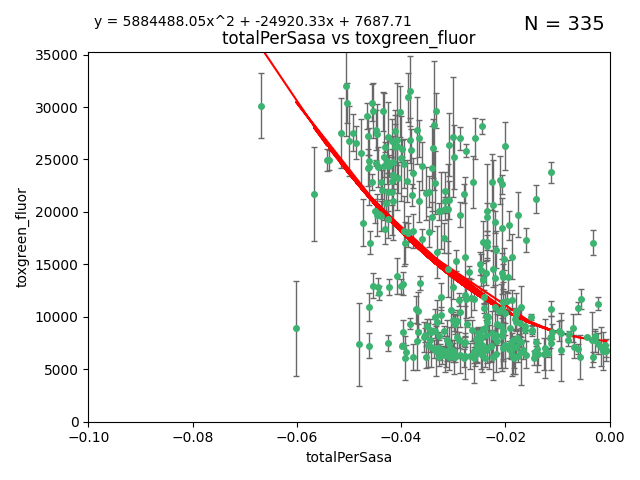 y = 5884488.05x^2 + -24920.33x + 7687.71
N = 335
totalPerSasa vs toxgreen_fluor
35000
30000
25000
20000
15000
10000
5000
0
toxgreen_fluor
−0.10 −0.08 −0.06 −0.04 −0.02 0.00
totalPerSasa